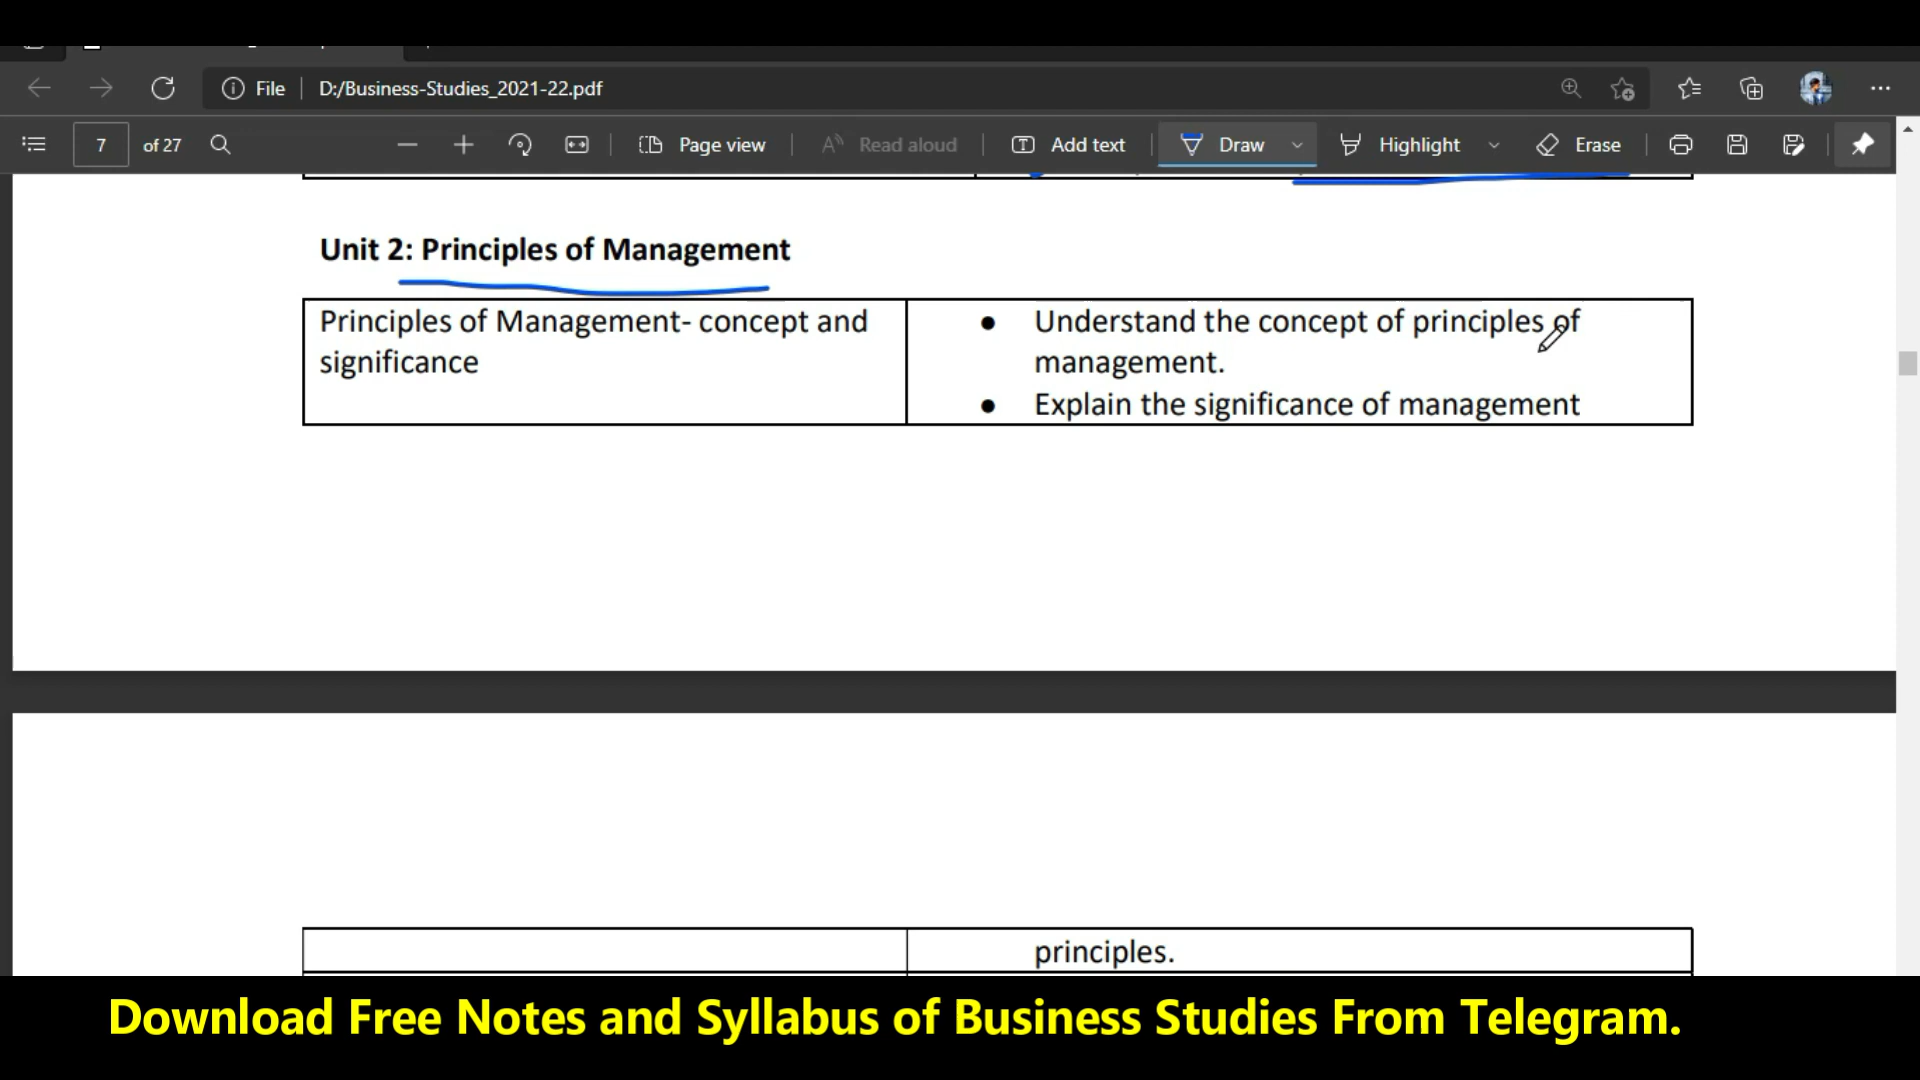 File
D:/Business-Studies_2021-22.pdf
7
of 27
Page view
Read aloud
Add text
Draw
Highlight
Erase
Unit 2: Principles of Management
Principles of Management- concept and
significance
● Understand the concept of principles of
management.
● Explain the significance of management
principles.
Download Free Notes and Syllabus of Business Studies From Telegram.